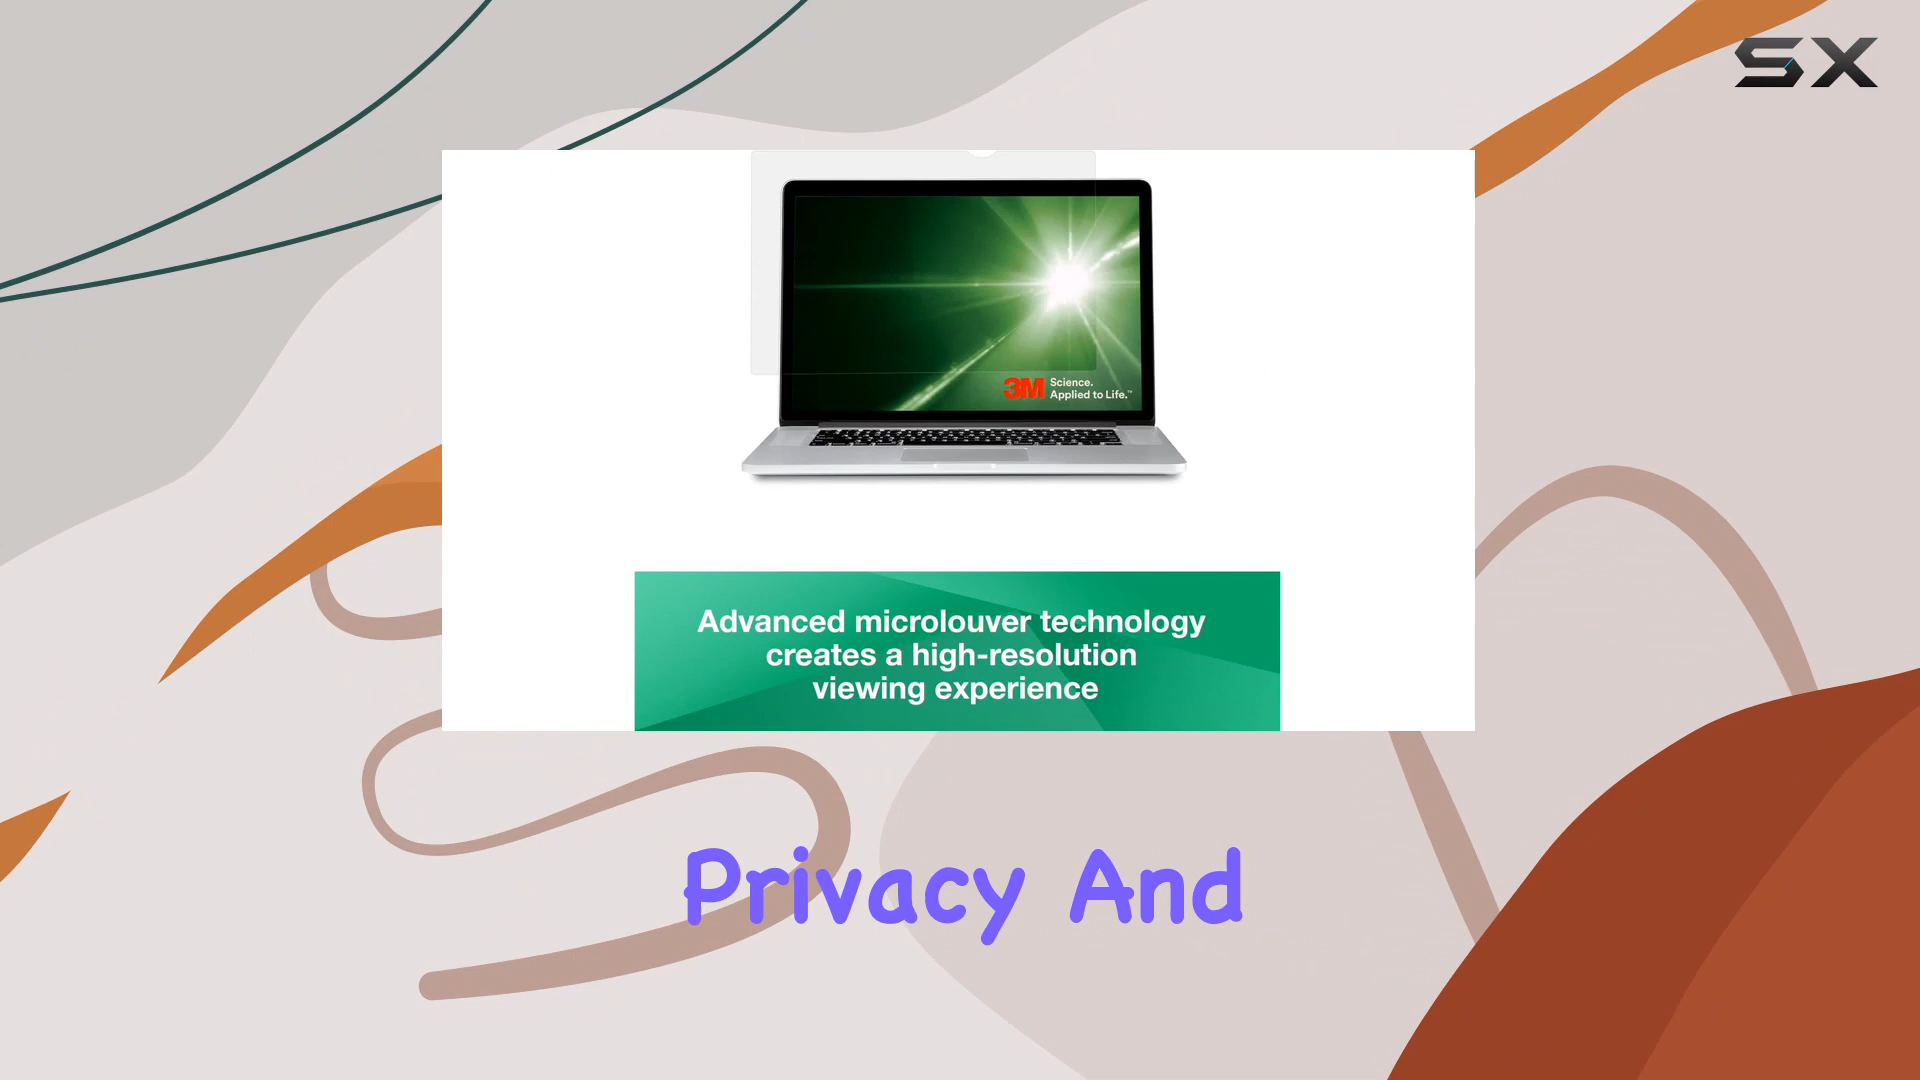 SX
3M Science.
Applied to Life.™
Advanced microlouver technology
creates a high-resolution
viewing experience
Privacy And